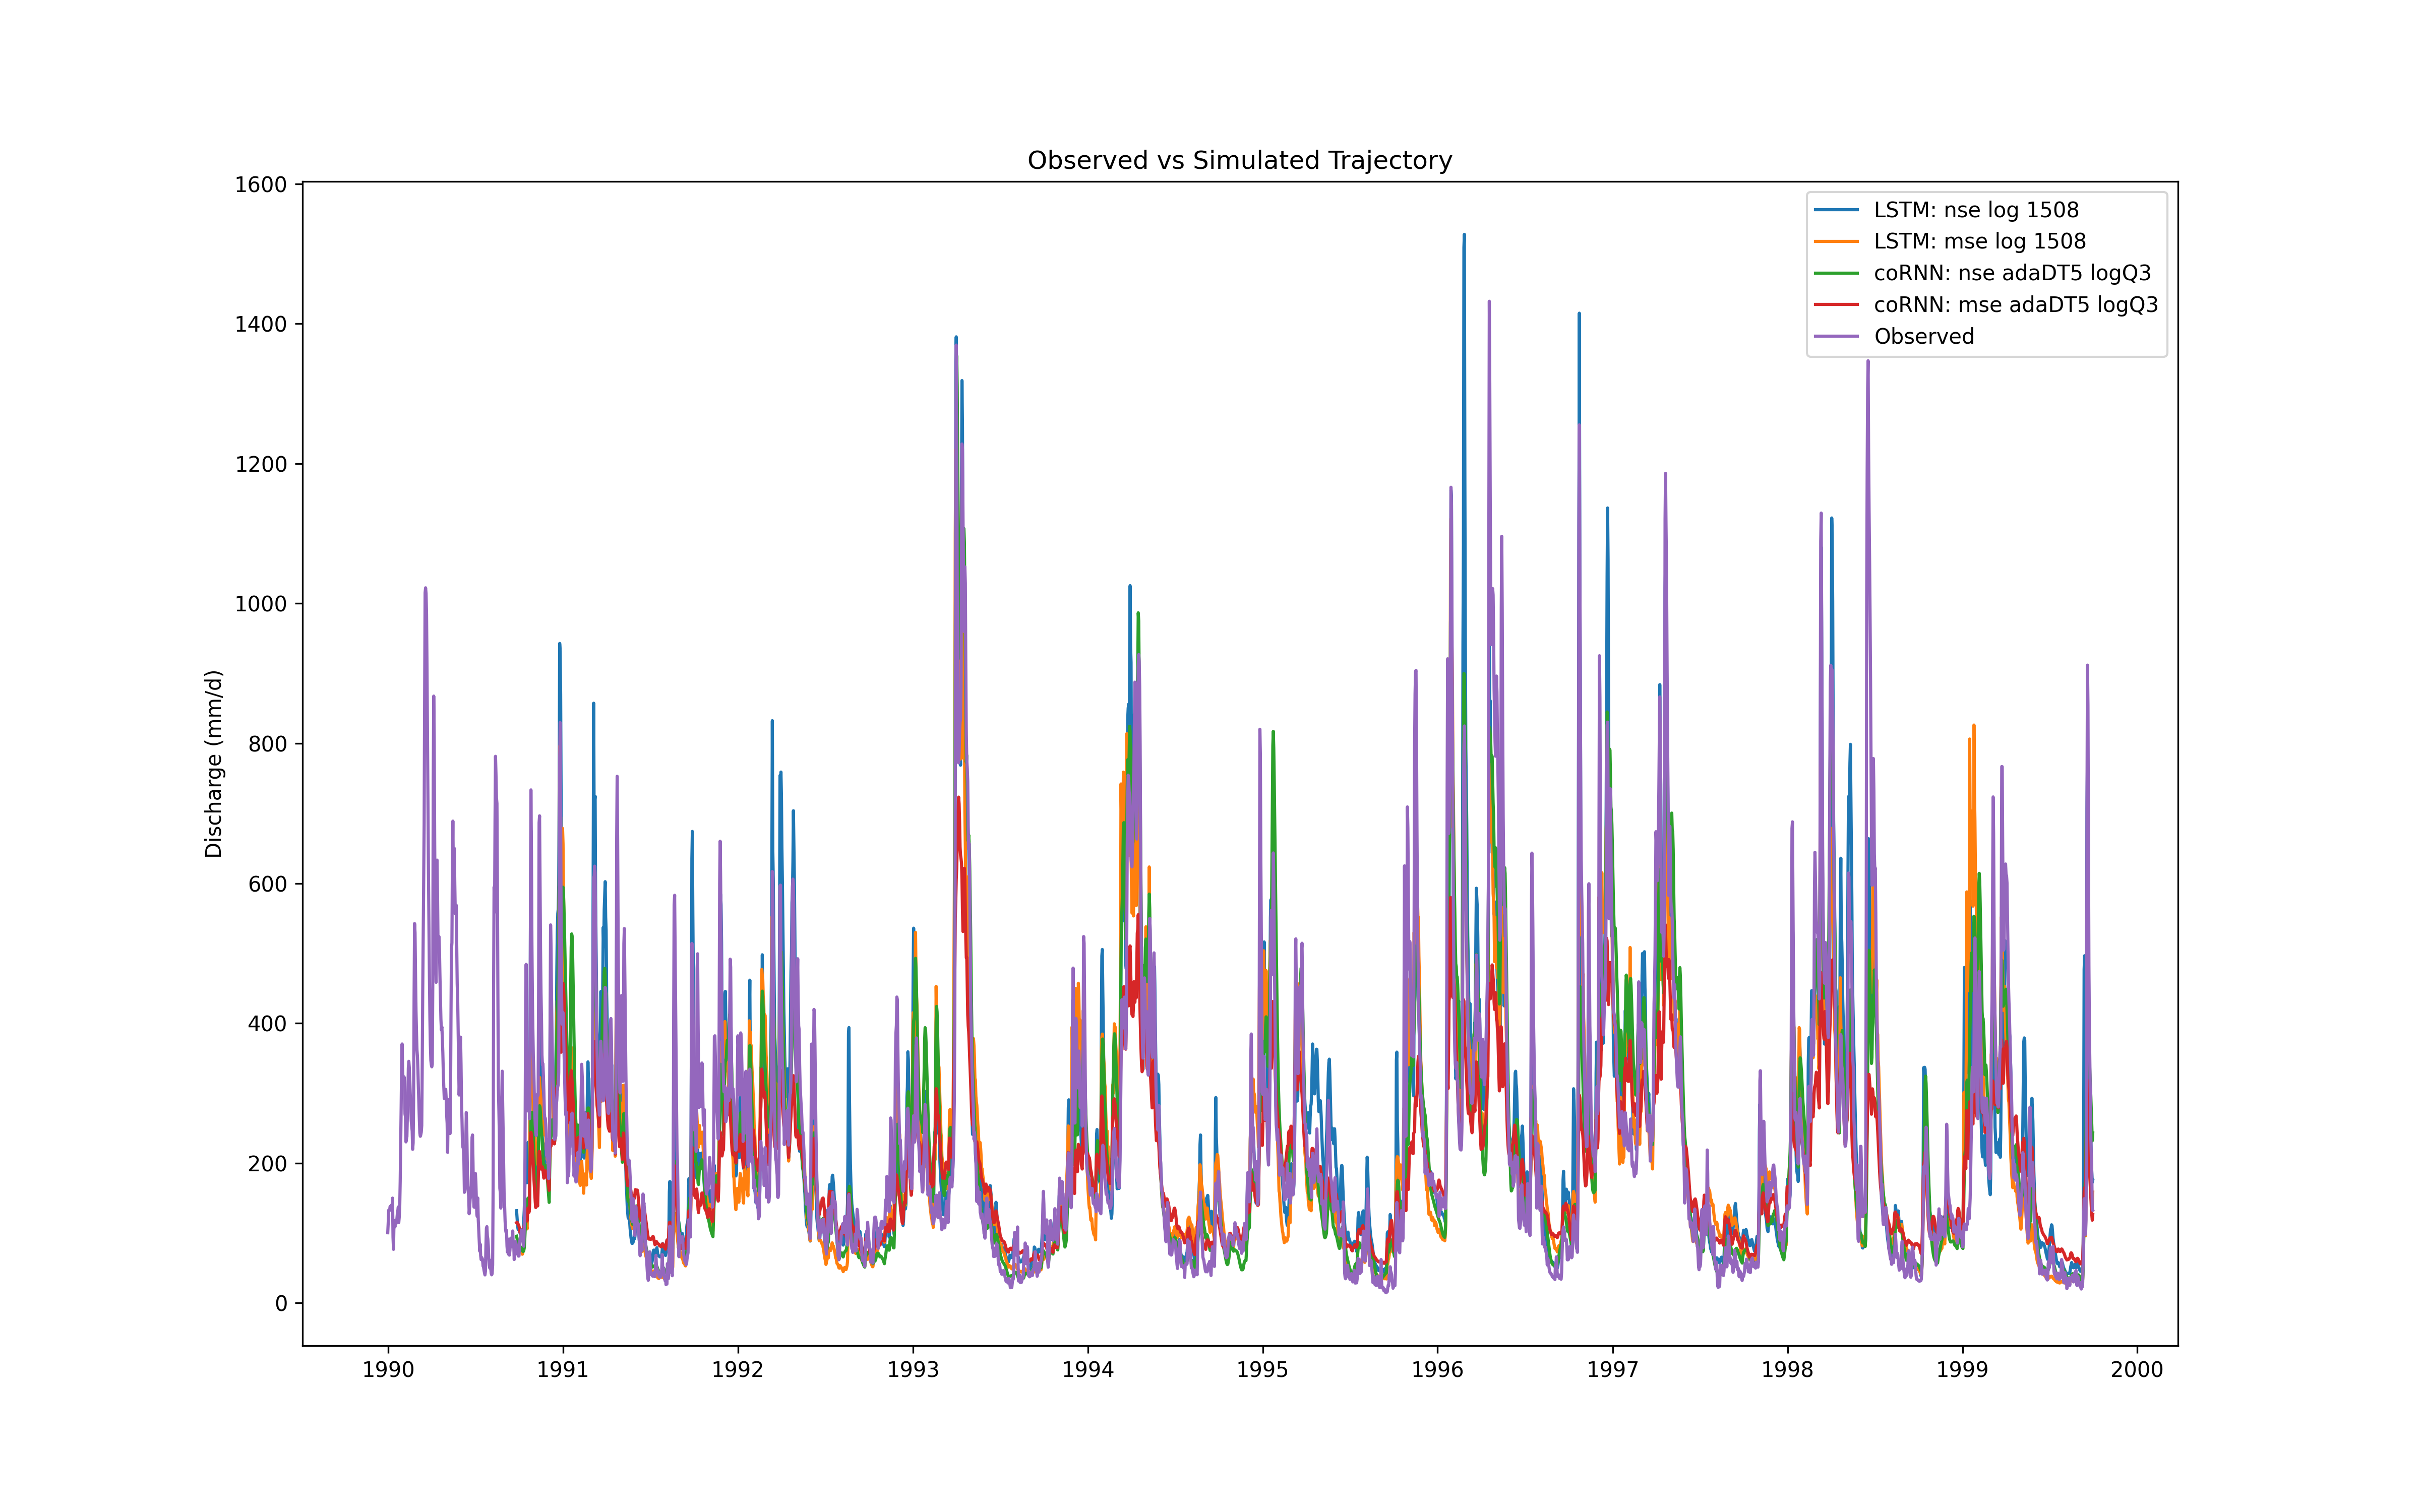 Observed vs Simulated Trajectory
1600
1400
1200
1000
800
600
400
200
0
Discharge (mm/d)
LSTM: nse log 1508
LSTM: mse log 1508
coRNN: nse adaDT5 logQ3
coRNN: mse adaDT5 logQ3
Observed
1990 1991 1992 1993 1994 1995 1996 1997 1998 1999 2000